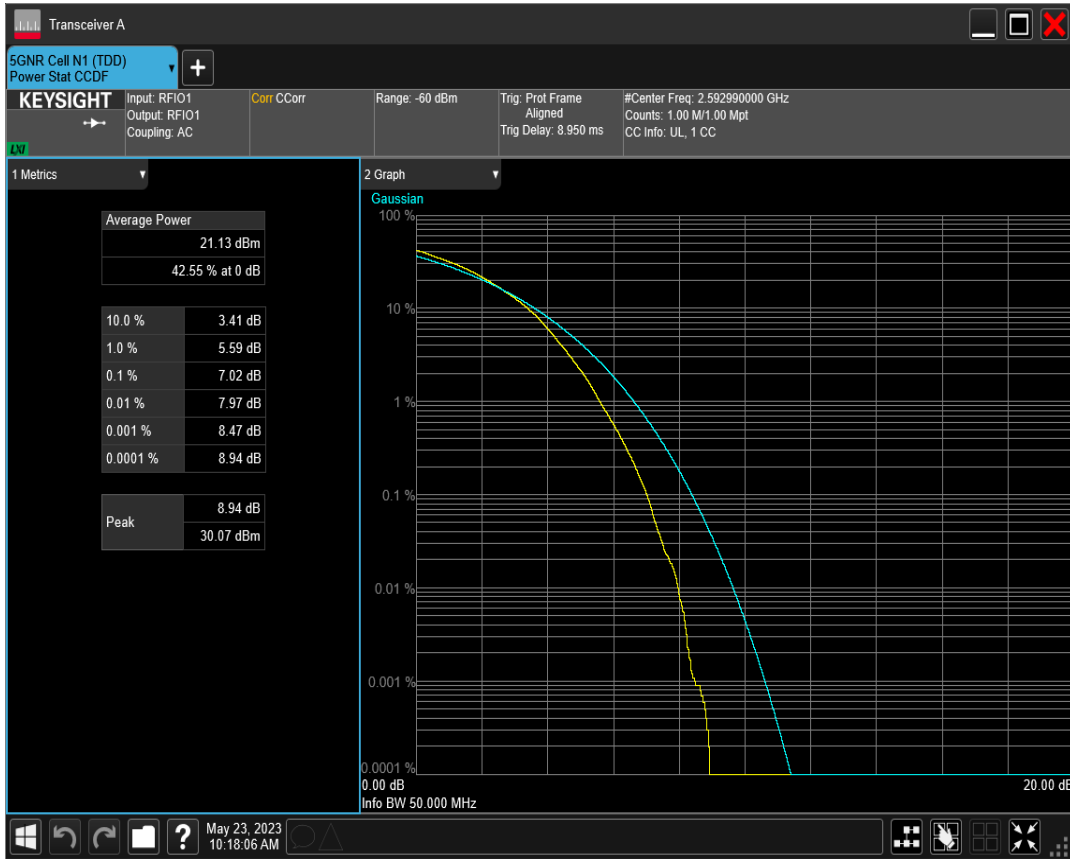 Transceiver A
5GNR Cell N1 (TDD)
Power Stat CCDF
+
KEYSIGHT
LXI
Input: RFIO1
Output: RFIO1
Coupling: AC
Corr CCorr
Range: -60 dBm
Trig: Prot Frame
Aligned
Trig Delay: 8.950 ms
#Center Freq: 2.592990000 GHz
Counts: 1.00 M/1.00 Mpt
CC Info: UL, 1 CC
1 Metrics
Average Power
21.13 dBm
42.55 % at 0 dB
10.0 % 3.41 dB
1.0 % 5.59 dB
0.1 % 7.02 dB
0.01 % 7.97 dB
0.001 % 8.47 dB
0.0001 % 8.94 dB
Peak
8.94 dB
30.07 dBm
2 Graph
Gaussian
100 %
10 %
1 %
0.1 %
0.01 %
0.001 %
0.0001 %
0.00 dB 20.00 dB
Info BW 50.000 MHz
?
May 23, 2023
10:18:06 AM